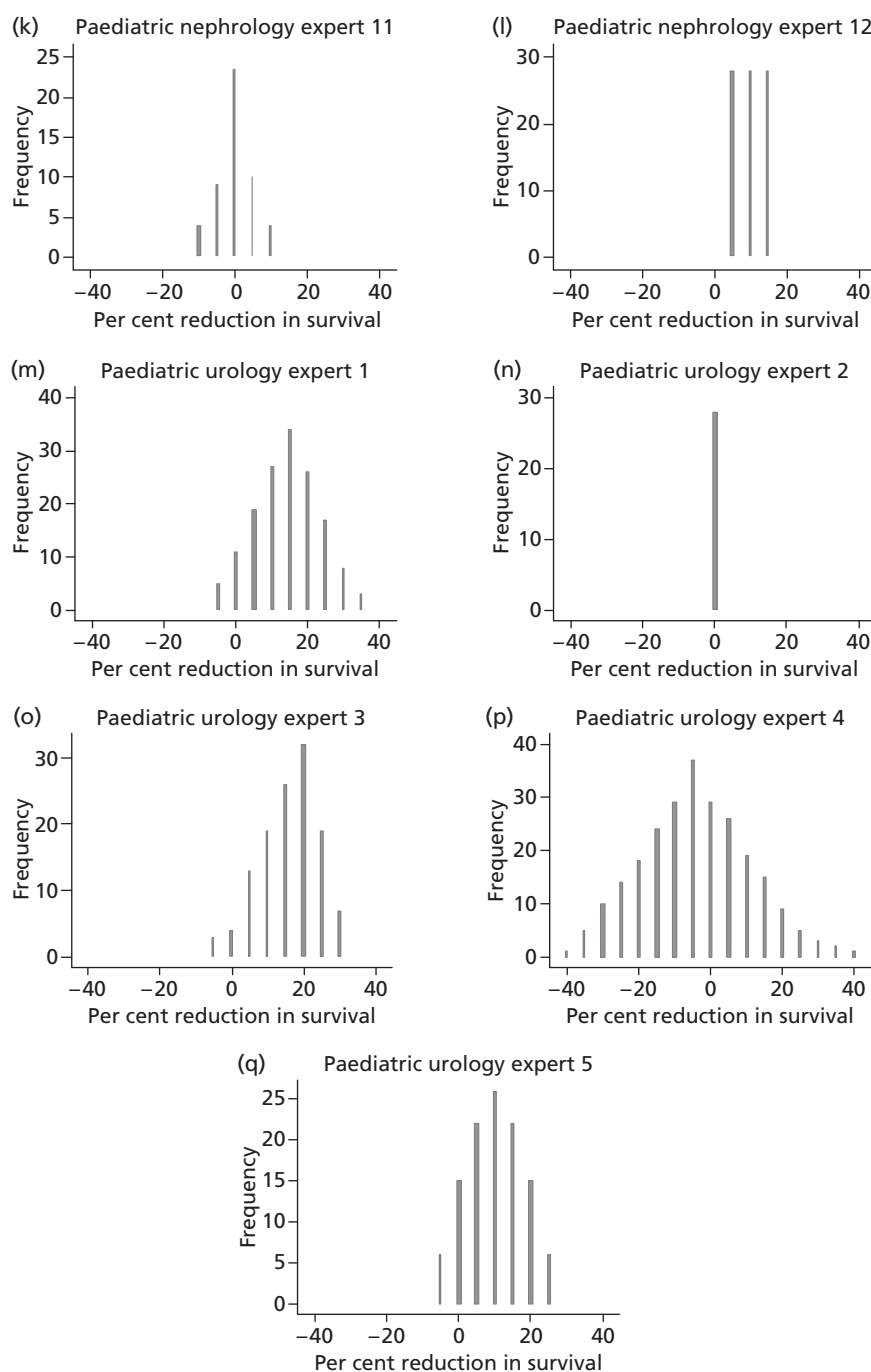 (k) Paediatric nephrology expert 11
25
20
15
10
5
0
Frequency
−40 −20 0 20 40
Per cent reduction in survival
(l) Paediatric nephrology expert 12
30
20
10
0
Frequency
−40 −20 0 20 40
Per cent reduction in survival
(m) Paediatric urology expert 1
40
30
20
10
0
Frequency
−40 −20 0 20 40
Per cent reduction in survival
(n) Paediatric urology expert 2
30
20
10
0
Frequency
−40 −20 0 20 40
Per cent reduction in survival
(o) Paediatric urology expert 3
30
20
10
0
Frequency
−40 −20 0 20 40
Per cent reduction in survival
(p) Paediatric urology expert 4
40
30
20
10
0
Frequency
−40 −20 0 20 40
Per cent reduction in survival
(q) Paediatric urology expert 5
25
20
15
10
5
0
Frequency
−40 −20 0 20 40
Per cent reduction in survival